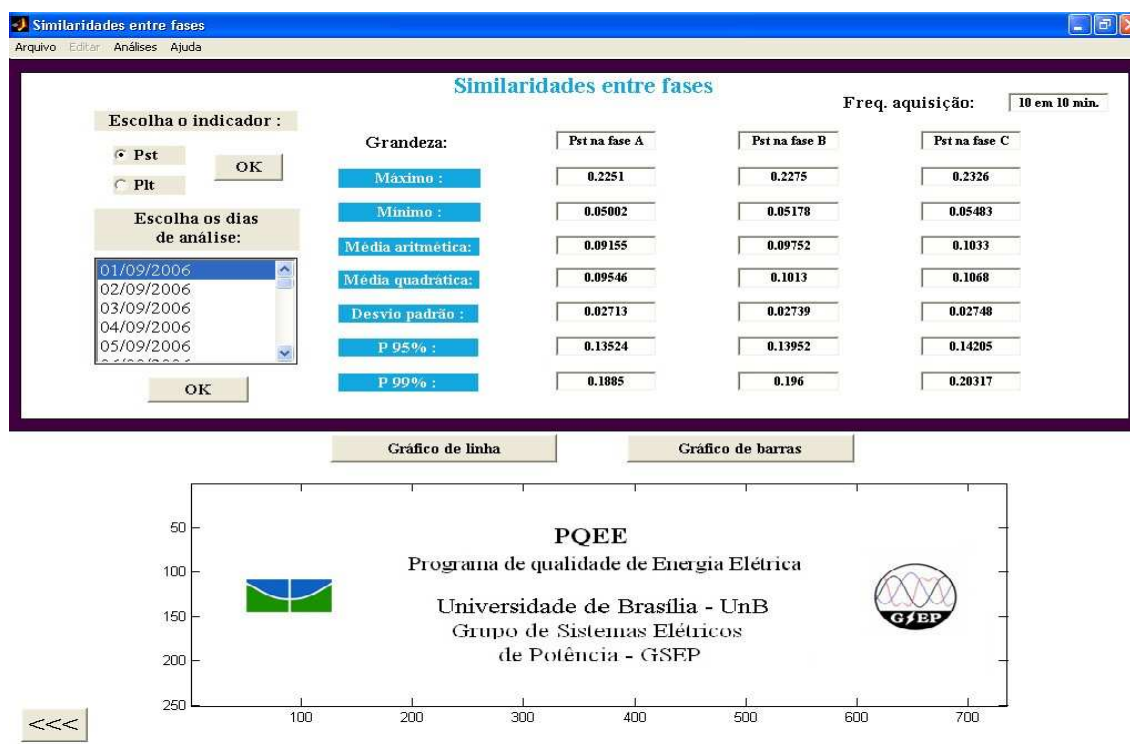 Similaridades entre fases
Arquivo Editar Análises Ajuda
Similaridades entre fases
Freq. aquisição: 10 em 10 min.
Escolha o indicador :
Pst
Plt
OK
Escolha os dias
de análise:
01/09/2006
02/09/2006
03/09/2006
04/09/2006
05/09/2006
OK
Grandeza: Pst na fase A Pst na fase B Pst na fase C
Máximo : 0.2251 0.2275 0.2326
Mínimo : 0.05002 0.05178 0.05483
Média aritmética: 0.09155 0.09752 0.1033
Média quadrática: 0.09546 0.1013 0.1068
Desvio padrão : 0.02713 0.02739 0.02748
P 95% : 0.13524 0.13952 0.14205
P 99% : 0.1885 0.196 0.20317
Gráfico de linha Gráfico de barras
PQEE
Programa de qualidade de Energia Elétrica
Universidade de Brasília - UnB
Grupo de Sistemas Elétricos
de Potência - GSEP
GSEP
50
100
150
200
250
100 200 300 400 500 600 700
<<<